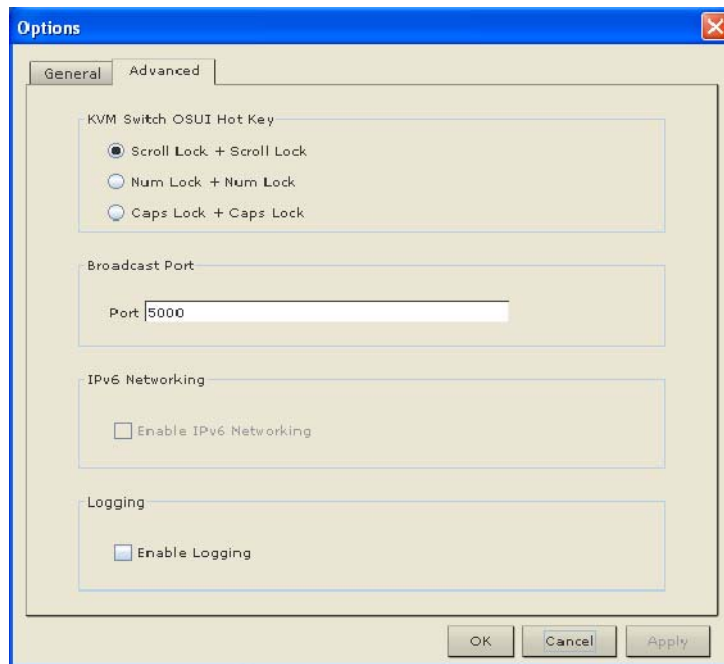 Options
General
Advanced
KVM Switch OSUI Hot Key
Scroll Lock + Scroll Lock
Num Lock + Num Lock
Caps Lock + Caps Lock
Broadcast Port
Port 5000
IPv6 Networking
Enable IPv6 Networking
Logging
Enable Logging
OK
Cancel
Apply